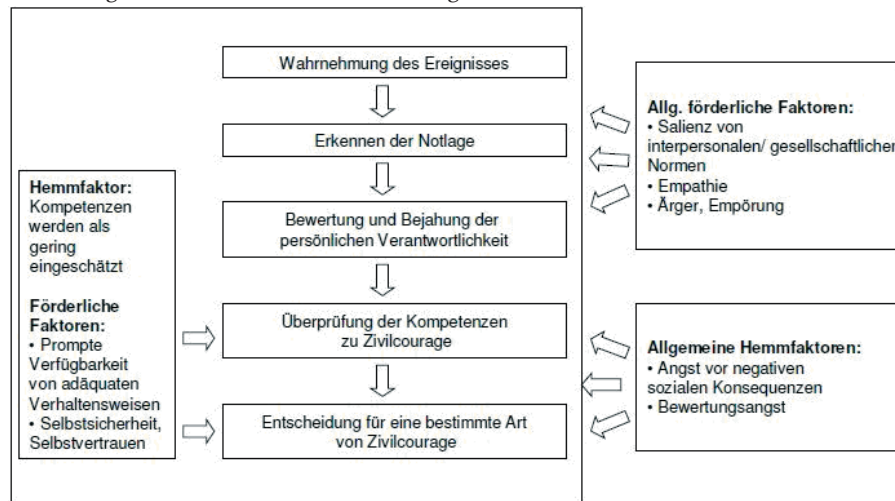 Wahrnehmung des Ereignisses
Erkennen der Notlage
Bewertung und Bejahung der
persönlichen Verantwortlichkeit
Überprüfung der Kompetenzen
zu Zivilcourage
Entscheidung für eine bestimmte Art
von Zivilcourage
Hemmfaktor:
Kompetenzen
werden als
gering
eingeschätzt
Förderliche
Faktoren:
• Prompte
Verfügbarkeit
von adäquaten
Verhaltensweisen
• Selbstsicherheit,
Selbstvertrauen
Allg. förderliche Faktoren:
• Salienz von
interpersonalen/ gesellschaftlichen
Normen
• Empathie
• Ärger, Empörung
Allgemeine Hemmfaktoren:
• Angst vor negativen
sozialen Konsequenzen
• Bewertungsangst